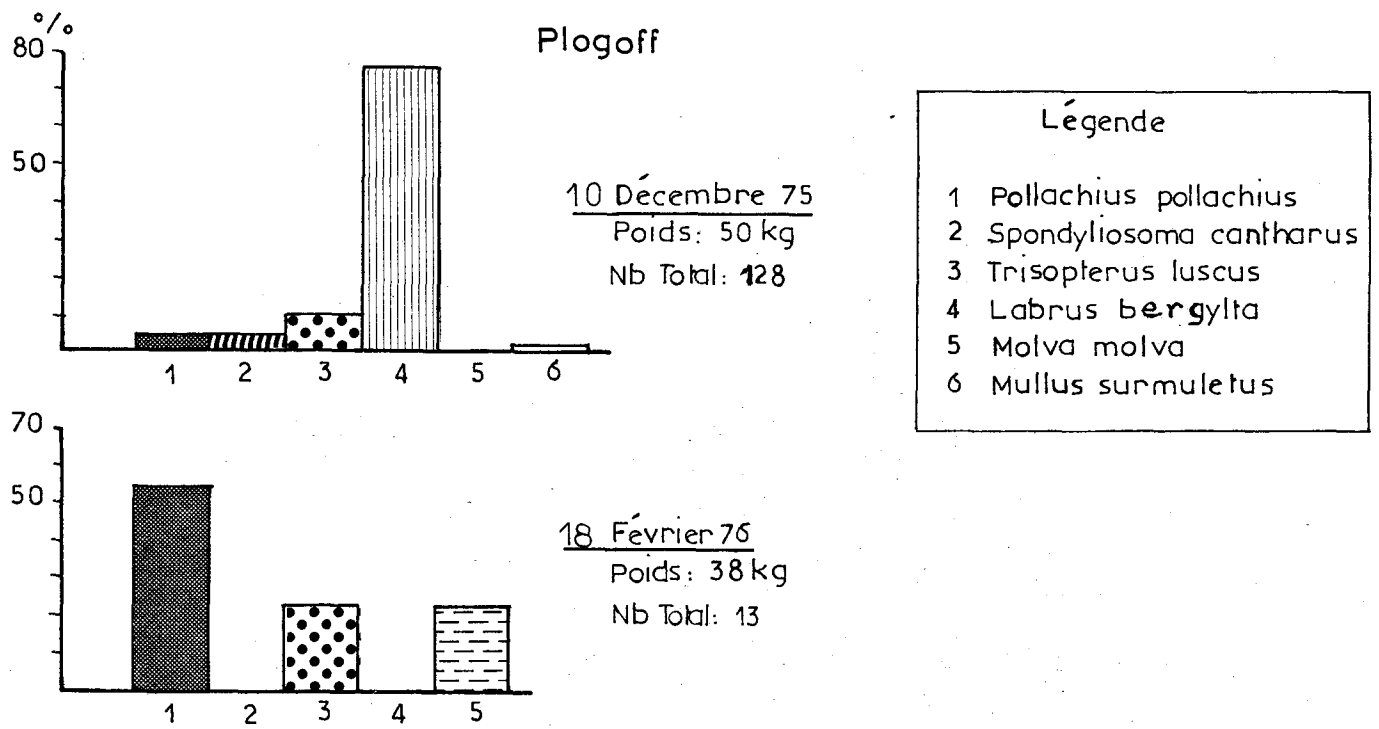 %
Plogoff
80
50
10 Décembre 75
Poids: 50 kg
Nb Total: 128
1 2 3 4 5 6
70
50
18 Février 76
Poids: 38 kg
Nb Total: 13
1 2 3 4 5
Légende
1 Pollachius pollachius
2 Spondyliosoma cantharus
3 Trisopterus luscus
4 Labrus bergylta
5 Molva molva
6 Mullus surmuletus